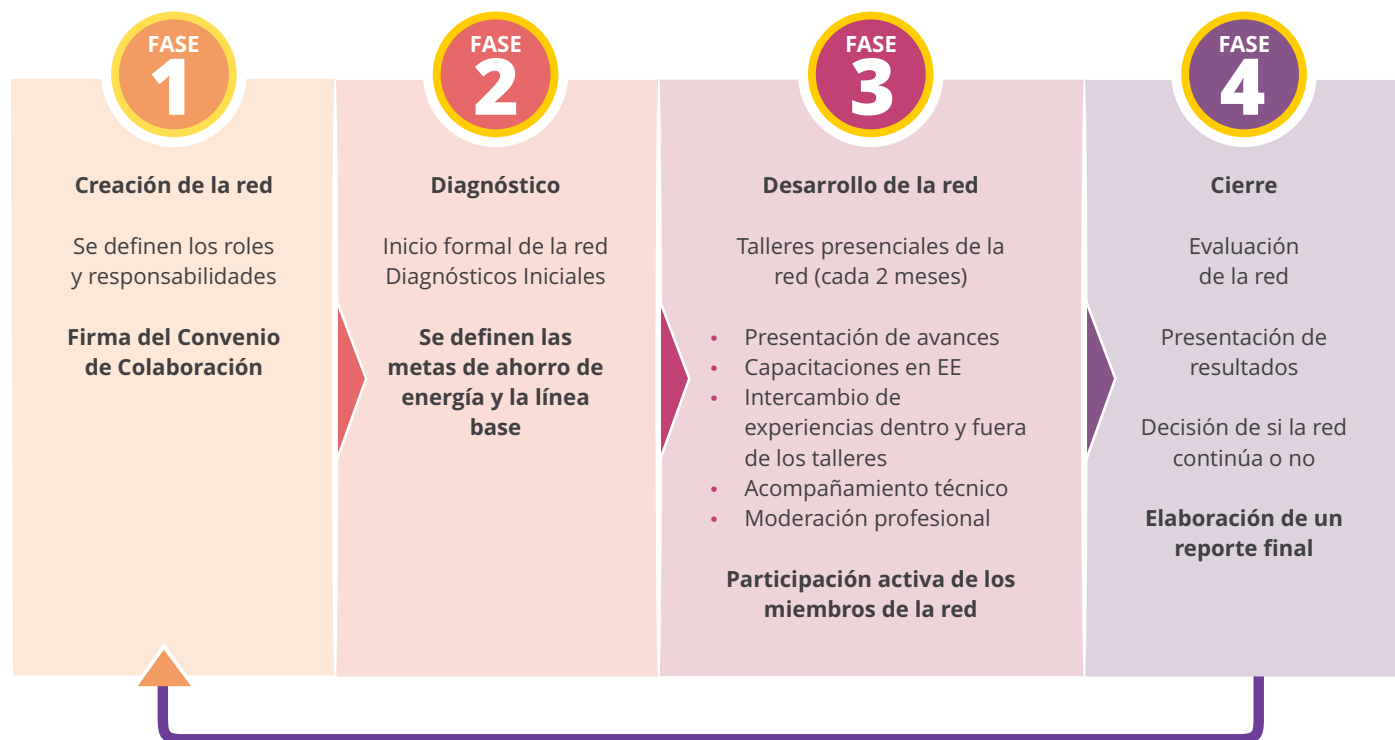 FASE
1
Creación de la red
Se definen los roles
y responsabilidades
Firma del Convenio
de Colaboración
FASE
2
Diagnóstico
Inicio formal de la red
Diagnósticos Iniciales
Se definen las
metas de ahorro de
energía y la línea
base
FASE
3
Desarrollo de la red
Talleres presenciales de la
red (cada 2 meses)
• Presentación de avances
• Capacitaciones en EE
• Intercambio de
experiencias dentro y fuera
de los talleres
• Acompañamiento técnico
• Moderación profesional
Participación activa de los
miembros de la red
FASE
4
Cierre
Evaluación
de la red
Presentación de
resultados
Decisión de si la red
continúa o no
Elaboración de un
reporte final